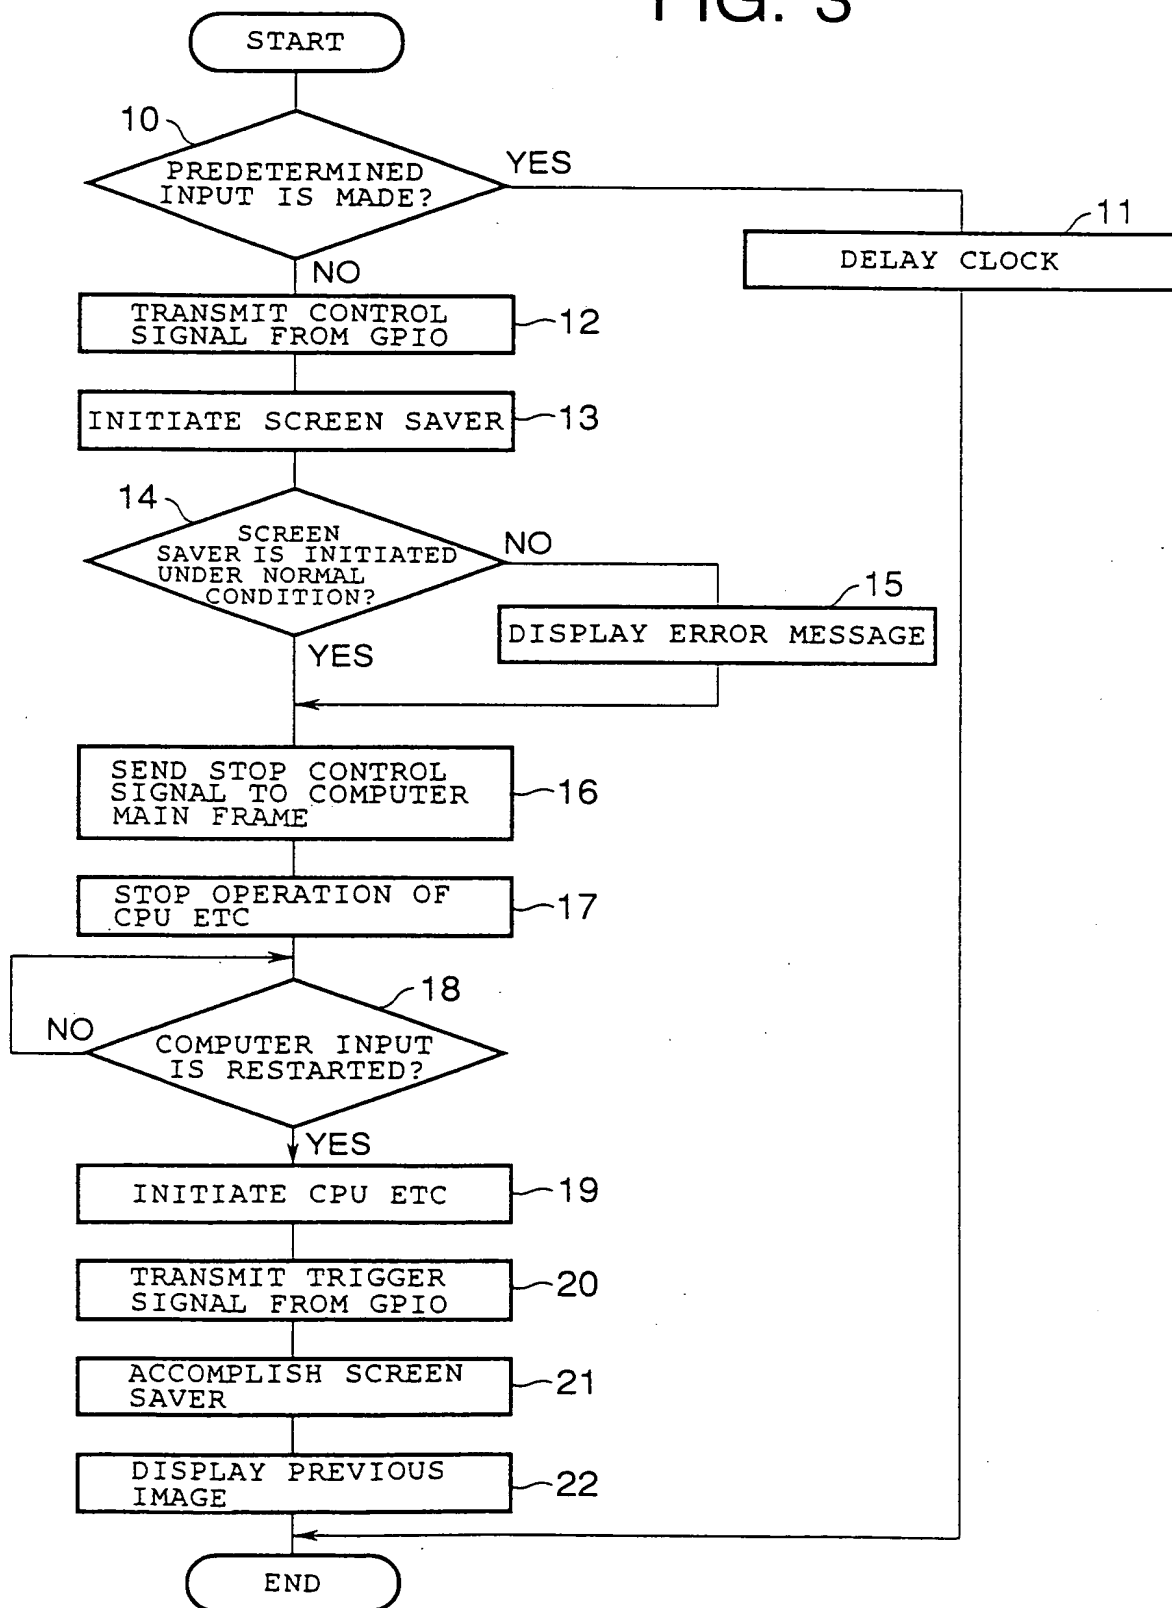 FIG. 3
START
10
PREDETERMINED
INPUT IS MADE?
YES
11
DELAY CLOCK
NO
TRANSMIT CONTROL
SIGNAL FROM GPIO
12
INITIATE SCREEN SAVER
13
14
SCREEN
SAVER IS INITIATED
UNDER NORMAL
CONDITION?
NO
15
DISPLAY ERROR MESSAGE
YES
SEND STOP CONTROL
SIGNAL TO COMPUTER
MAIN FRAME
16
STOP OPERATION OF
CPU ETC
17
18
NO
COMPUTER INPUT
IS RESTARTED?
YES
INITIATE CPU ETC
19
TRANSMIT TRIGGER
SIGNAL FROM GPIO
20
ACCOMPLISH SCREEN
SAVER
21
DISPLAY PREVIOUS
IMAGE
22
END